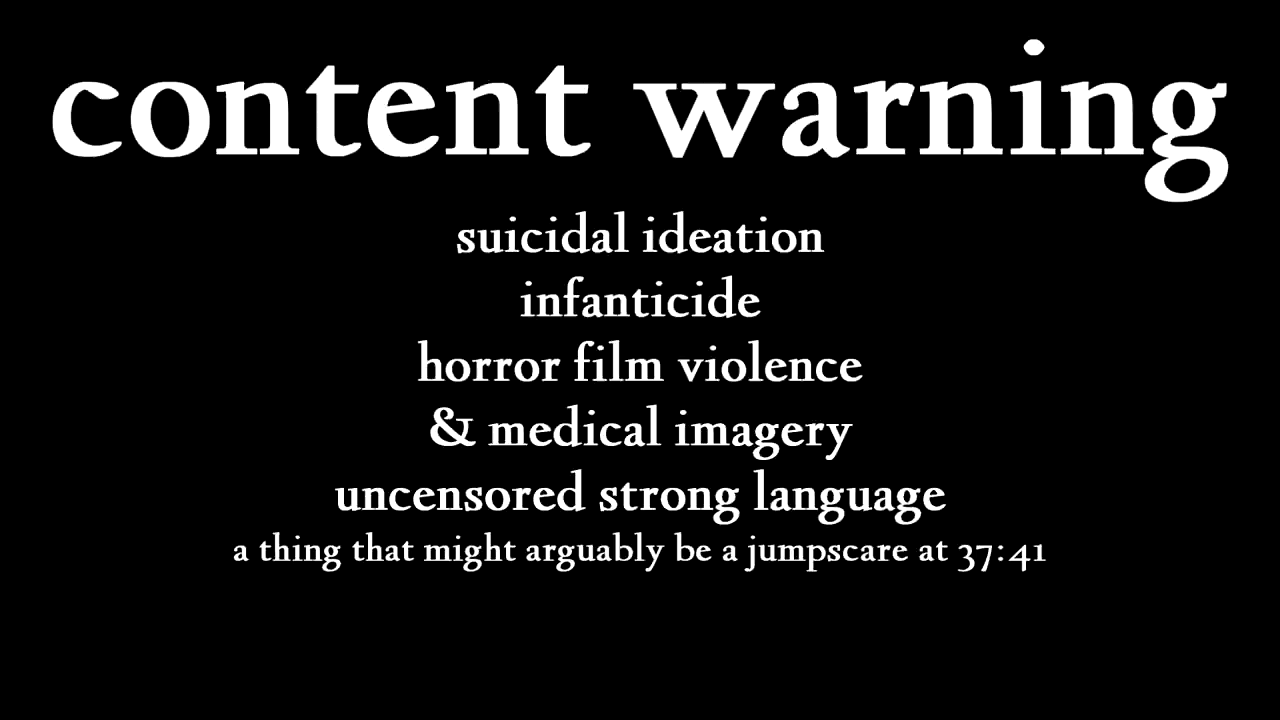 content warning
suicidal ideation
infanticide
horror film violence
& medical imagery
uncensored strong language
a thing that might arguably be a jumpscare at 37:41